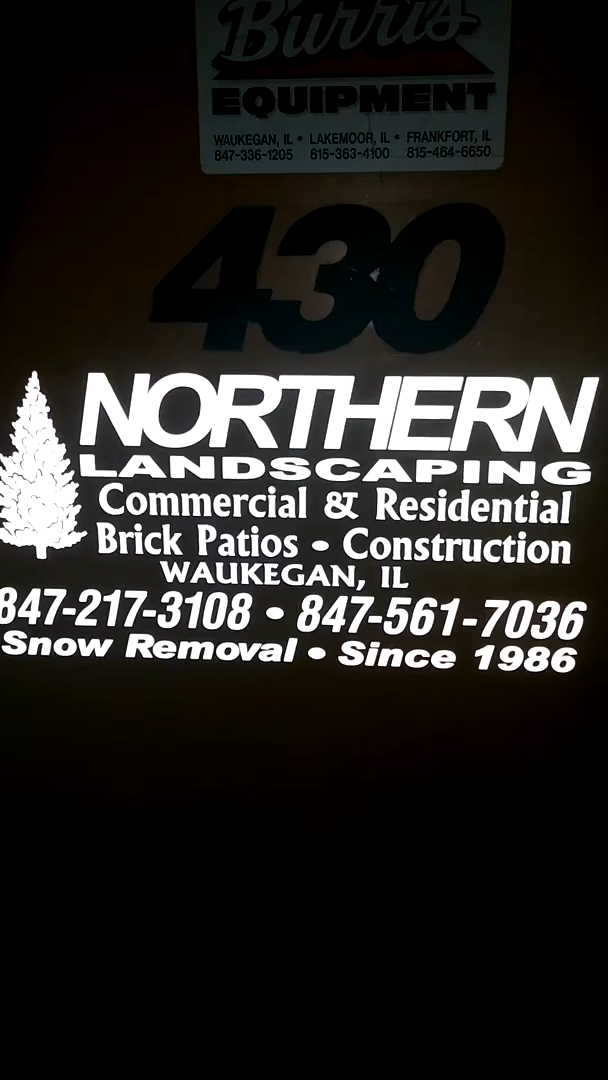 Burris
EQUIPMENT
WAUKEGAN, IL • LAKEMOOR, IL • FRANKFORT, IL
847-336-1205 815-363-4100 815-464-6650
430
NORTHERN
LANDSCAPING
Commercial & Residential
Brick Patios • Construction
WAUKEGAN, IL
847-217-3108 • 847-561-7036
Snow Removal • Since 1986